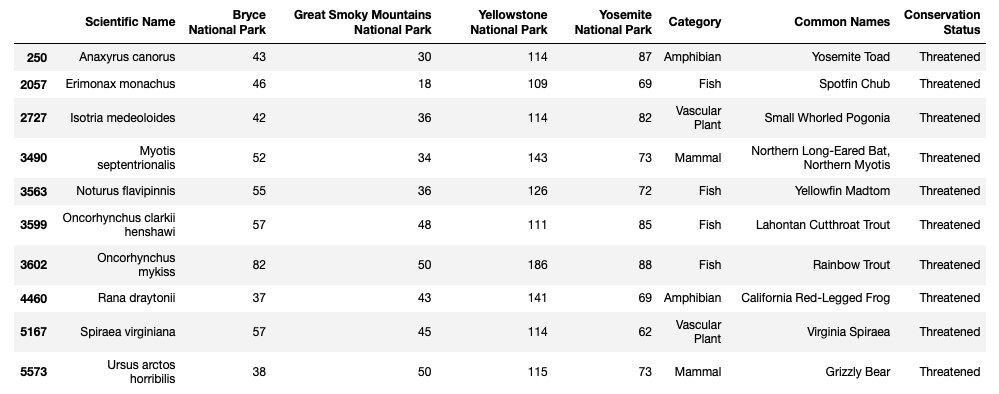 Scientific Name Bryce National Park Great Smoky Mountains National Park Yellowstone National Park Yosemite National Park Category Common Names Conservation Status
250 Anaxyrus canorus 43 30 114 87 Amphibian Yosemite Toad Threatened
2057 Erimonax monachus 46 18 109 69 Fish Spotfin Chub Threatened
2727 Isotria medeoloides 42 36 114 82 Vascular Plant Small Whorled Pogonia Threatened
3490 Myotis septentrionalis 52 34 143 73 Mammal Northern Long-Eared Bat, Northern Myotis Threatened
3563 Noturus flavipinnis 55 36 126 72 Fish Yellowfin Madtom Threatened
3599 Oncorhynchus clarkii henshawi 57 48 111 85 Fish Lahontan Cutthroat Trout Threatened
3602 Oncorhynchus mykiss 82 50 186 88 Fish Rainbow Trout Threatened
4460 Rana draytonii 37 43 141 69 Amphibian California Red-Legged Frog Threatened
5167 Spiraea virginiana 57 45 114 62 Vascular Plant Virginia Spiraea Threatened
5573 Ursus arctos horribilis 38 50 115 73 Mammal Grizzly Bear Threatened